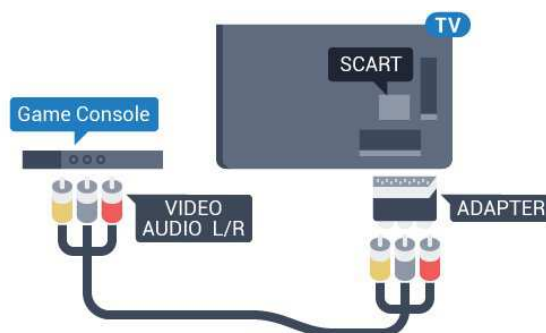 TV
SCART
Game Console
VIDEO
AUDIO L/R
ADAPTER